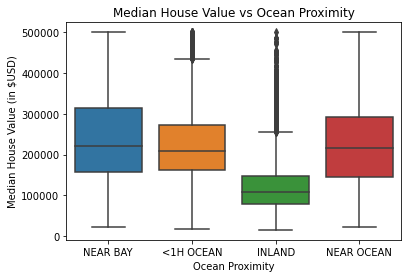 Median House Value vs Ocean Proximity
Median House Value (in $USD)
500000
400000
300000
200000
100000
0
NEAR BAY <1H OCEAN INLAND NEAR OCEAN
Ocean Proximity